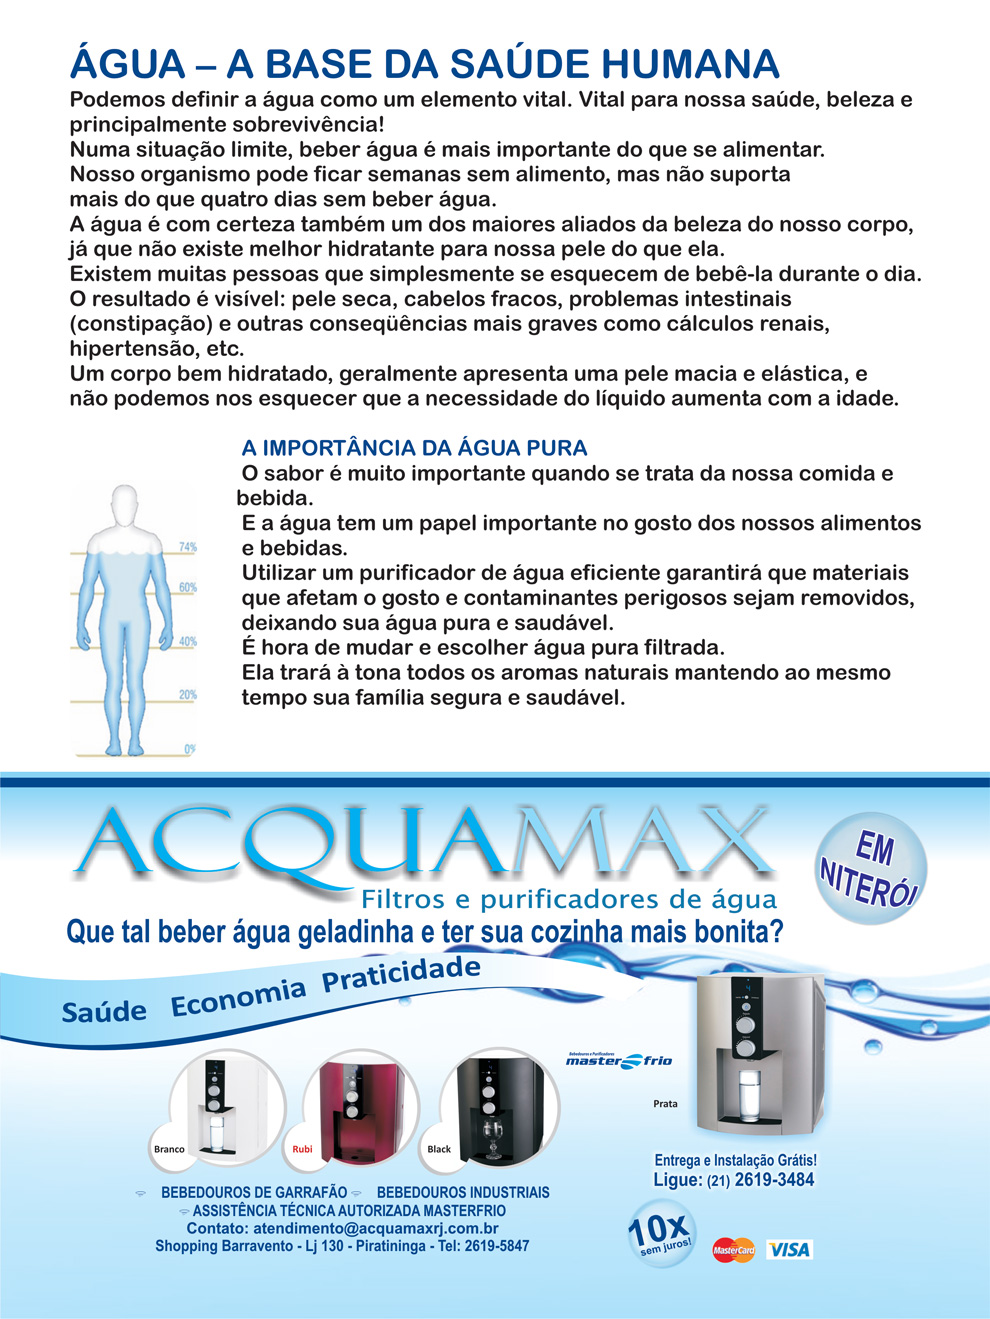 ÁGUA – A BASE DA SAÚDE HUMANA
Podemos definir a água como um elemento vital. Vital para nossa saúde, beleza e
principalmente sobrevivência!
Numa situação limite, beber água é mais importante do que se alimentar.
Nosso organismo pode ficar semanas sem alimento, mas não suporta
mais do que quatro dias sem beber água.
A água é com certeza também um dos maiores aliados da beleza do nosso corpo,
já que não existe melhor hidratante para nossa pele do que ela.
Existem muitas pessoas que simplesmente se esquecem de bebê-la durante o dia.
O resultado é visível: pele seca, cabelos fracos, problemas intestinais
(constipação) e outras conseqüências mais graves como cálculos renais,
hipertensão, etc.
Um corpo bem hidratado, geralmente apresenta uma pele macia e elástica, e
não podemos nos esquecer que a necessidade do líquido aumenta com a idade.
A IMPORTÂNCIA DA ÁGUA PURA
O sabor é muito importante quando se trata da nossa comida e
bebida.
E a água tem um papel importante no gosto dos nossos alimentos
e bebidas.
Utilizar um purificador de água eficiente garantirá que materiais
que afetam o gosto e contaminantes perigosos sejam removidos,
deixando sua água pura e saudável.
É hora de mudar e escolher água pura filtrada.
Ela trará à tona todos os aromas naturais mantendo ao mesmo
tempo sua família segura e saudável.
74%
60%
40%
20%
0%
ACQUAMAX
Filtros e purificadores de água
EM
NITERÓI
Que tal beber água geladinha e ter sua cozinha mais bonita?
Saúde Economia Praticidade
Bebedouros e Purificadores
masterfrio
Prata
Branco
Rubi
Black
Entrega e Instalação Grátis!
Ligue: (21) 2619-3484
BEBEDOUROS DE GARRAFÃO BEBEDOUROS INDUSTRIAIS
ASSISTÊNCIA TÉCNICA AUTORIZADA MASTERFRIO
Contato: atendimento@acquamaxrj.com.br
Shopping Barravento - Lj 130 - Piratininga - Tel: 2619-5847
10x
sem juros!
MasterCard
VISA